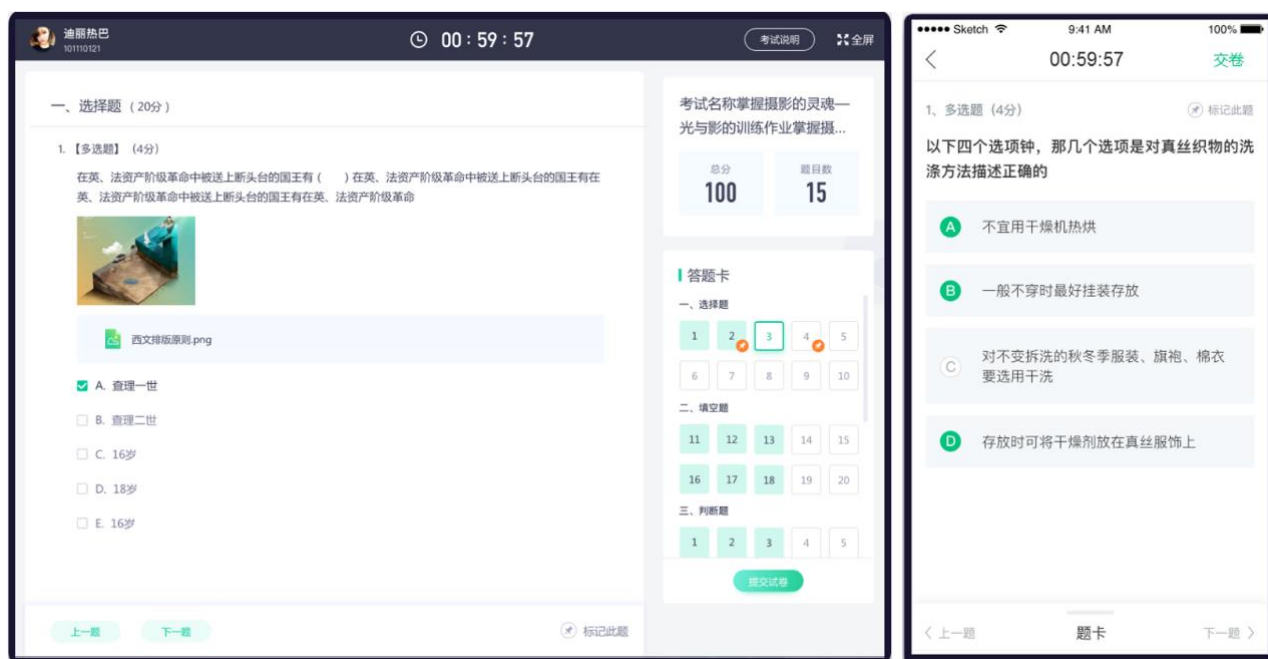 迪丽热巴
101110121
00 : 59 : 57
考试说明
全屏
一、选择题（20分）
1. 【多选题】（4分）
在英、法资产阶级革命中被送上断头台的国王有（　　）在英、法资产阶级革命中被送上断头台的国王有在
英、法资产阶级革命中被送上断头台的国王有在英、法资产阶级革命
西文排版原则.png
A. 查理一世
B. 查理二世
C. 16岁
D. 18岁
E. 16岁
上一题
下一题
标记此题
考试名称掌握摄影的灵魂一
光与影的训练作业掌握摄...
总分 题目数
100 15
答题卡
一、选择题
1 2 3 4 5
6 7 8 9 10
二、填空题
11 12 13 14 15
16 17 18 19 20
三、判断题
1 2 3 4 5
提交试卷
Sketch 9:41 AM 100%
00:59:57 交卷
1、多选题（4分） 标记此题
以下四个选项钟，那几个选项是对真丝织物的洗
涤方法描述正确的
A 不宜用干燥机热烘
B 一般不穿时最好挂装存放
C 对不变拆洗的秋冬季服装、旗袍、棉衣
要选用干洗
D 存放时可将干燥剂放在真丝服饰上
上一题 题卡 下一题